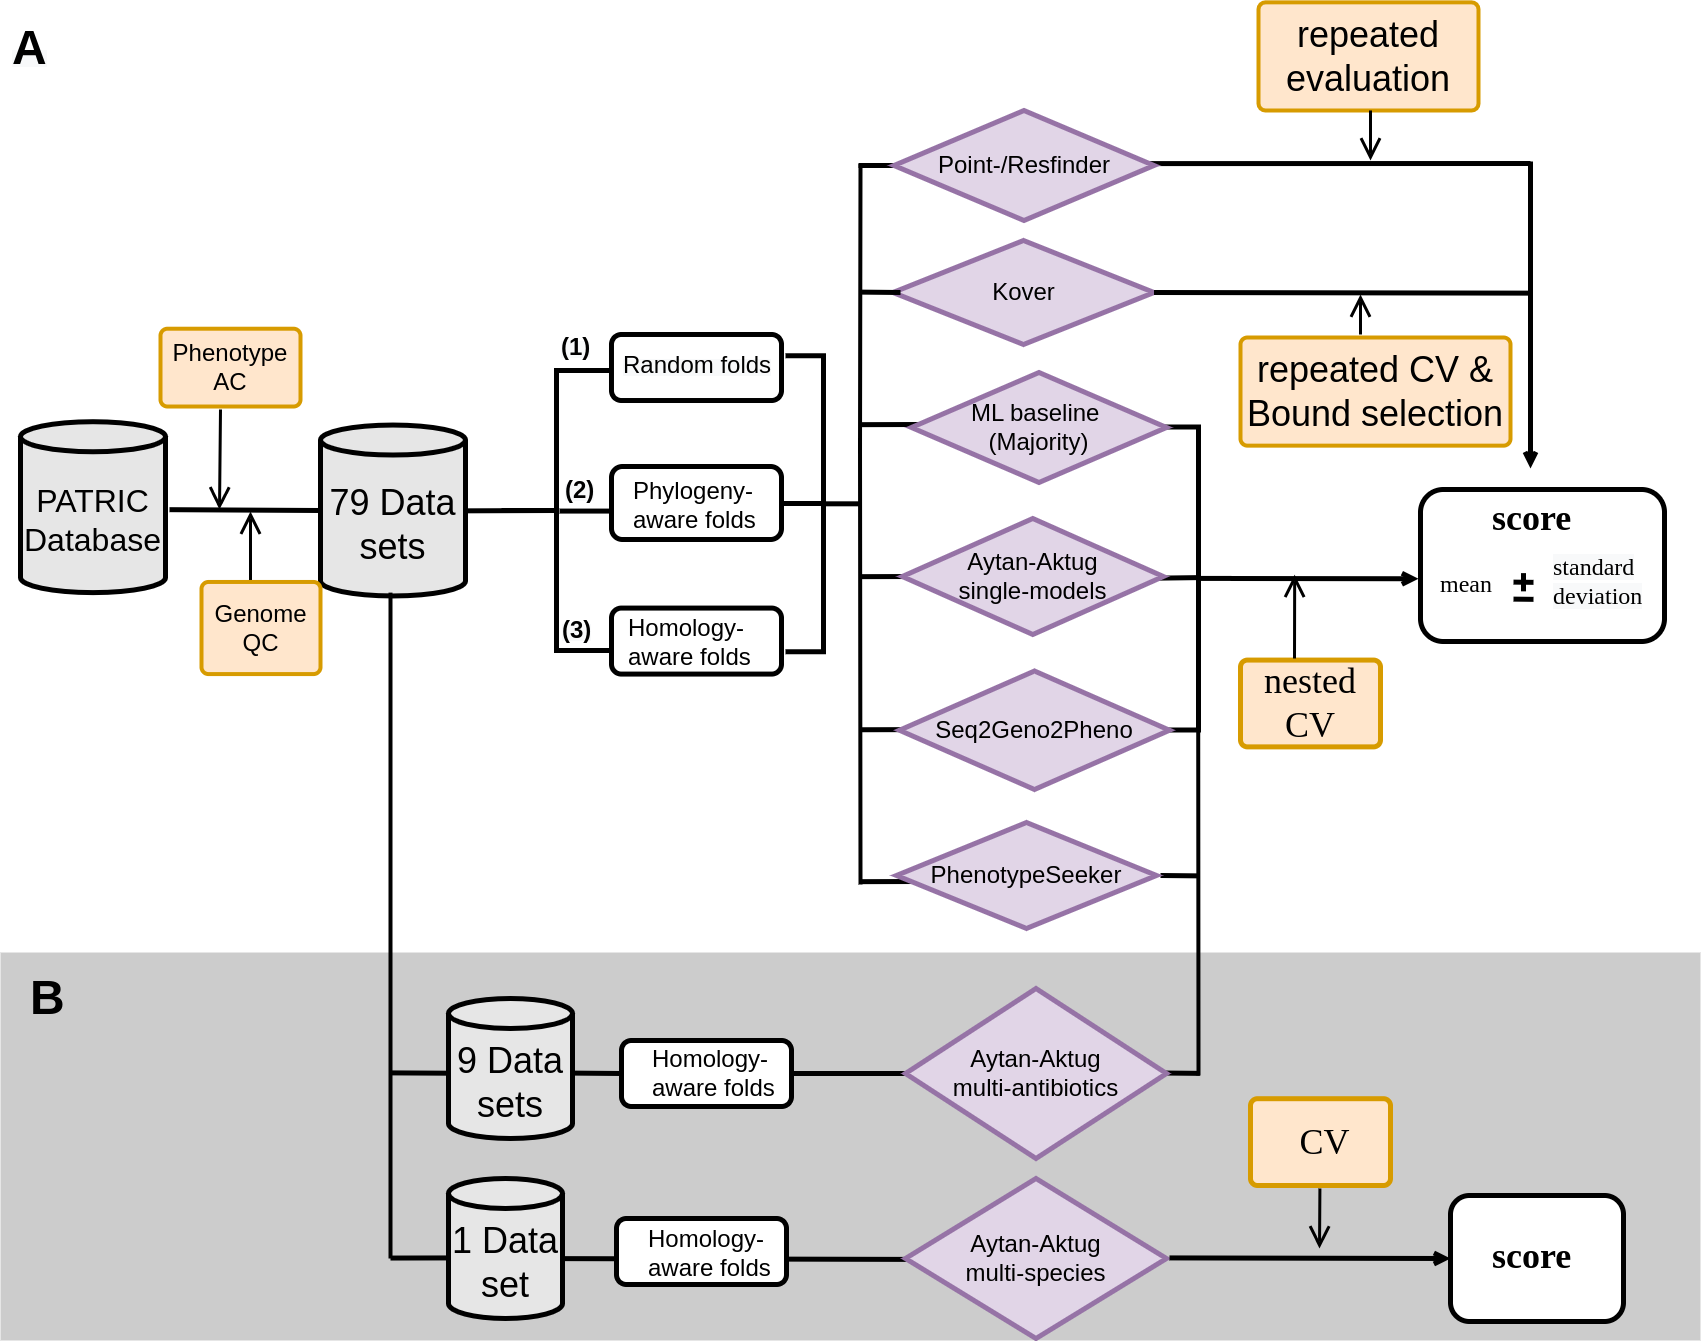 A
repeated
evaluation
Point-/Resfinder
Kover
Phenotype
AC
(1)
Random folds
repeated CV &
Bound selection
ML baseline
(Majority)
PATRIC
Database
79 Data
sets
(2)
Phylogeny-
aware folds
score
mean
±
standard
deviation
Aytan-Aktug
single-models
Genome
QC
(3)
Homology-
aware folds
nested
CV
Seq2Geno2Pheno
PhenotypeSeeker
B
9 Data
sets
Homology-
aware folds
Aytan-Aktug
multi-antibiotics
CV
1 Data
set
Homology-
aware folds
Aytan-Aktug
multi-species
score